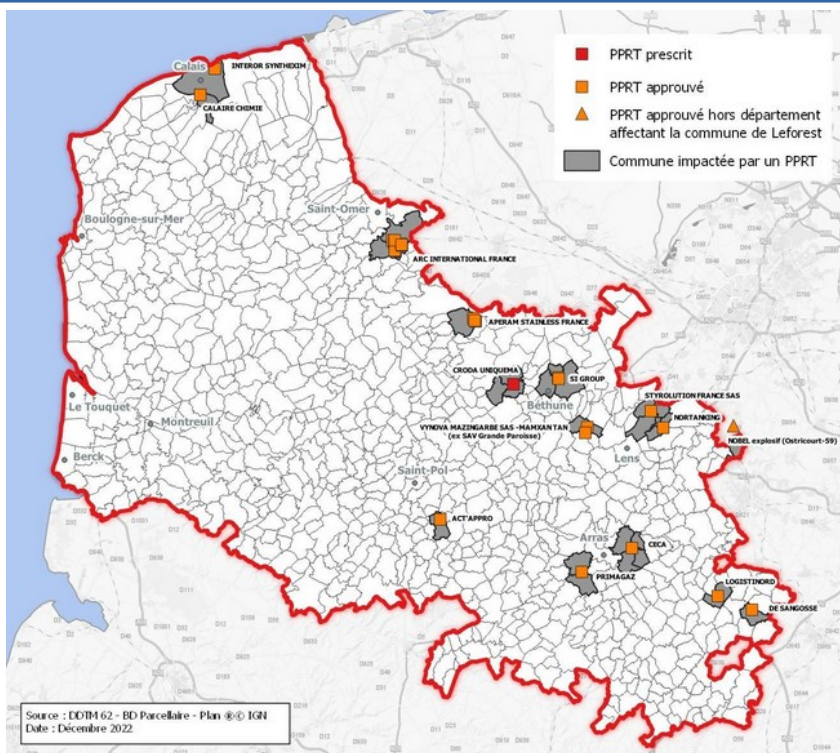 PPRT prescrit
PPRT approuvé
PPRT approuvé hors département
affectant la commune de Leforest
Commune impactée par un PPRT
Calais
INTEROR SYNTHEXIM
CALAIRE CHIMIE
Saint-Omer
Boulogne-sur-Mer
ARC INTERNATIONAL FRANCE
APERAM STAINLESS FRANCE
CRODA UNIQUEMA
SI GROUP
Béthune
Le Touquet
Montreuil
STYROLUTION FRANCE SAS
NORTANKING
VYNOVA MAZINGARBE SAS -MAMXAN TAN
(ex SAV Grande Paroisse)
NOBEL explosif (Ostricourt-59)
Berck
Saint-Pol
Lens
ACT'APPRO
Arras
CECA
PRIMAGAZ
LOGISTINORD
DE SANGOSSE
Source : DDTM 62 - BD Parcellaire - Plan ®© IGN
Date : Décembre 2022